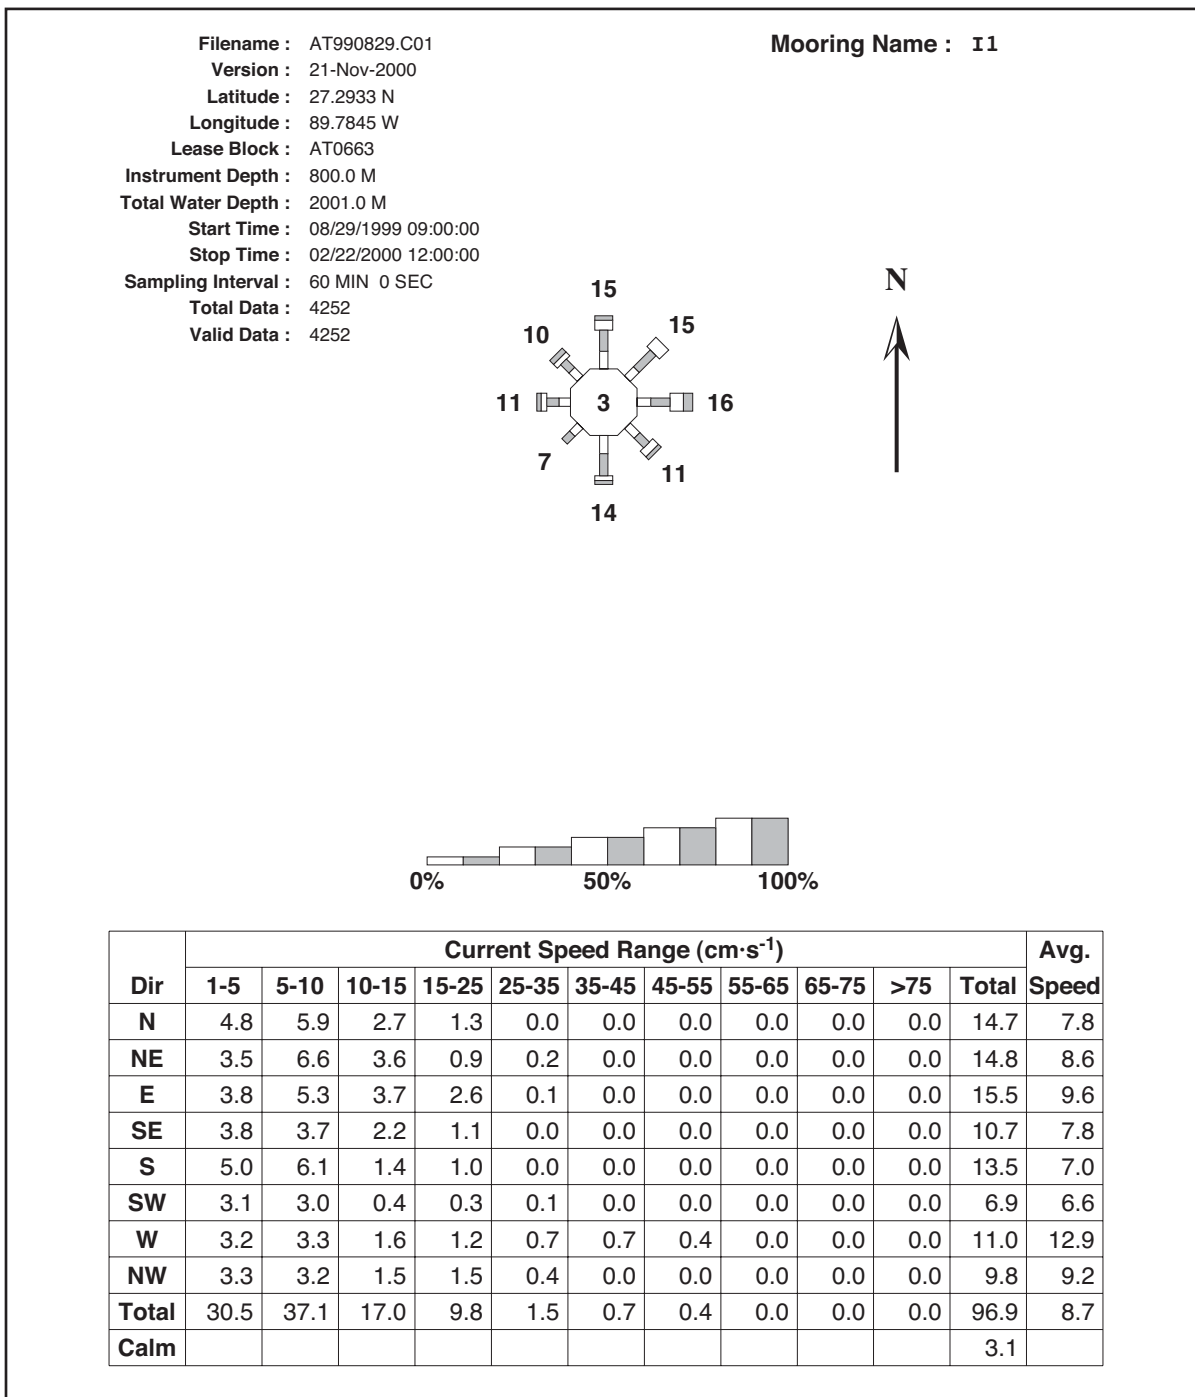 Filename : AT990829.C01
Mooring Name : I1
Version : 21-Nov-2000
Latitude : 27.2933 N
Longitude : 89.7845 W
Lease Block : AT0663
Instrument Depth : 800.0 M
Total Water Depth : 2001.0 M
Start Time : 08/29/1999 09:00:00
Stop Time : 02/22/2000 12:00:00
Sampling Interval : 60 MIN 0 SEC
Total Data : 4252
Valid Data : 4252
N
15
10 15
11 3 16
7 11
14
0% 50% 100%
Current Speed Range (cm·s-1) Avg.
Dir 1-5 5-10 10-15 15-25 25-35 35-45 45-55 55-65 65-75 >75 Total Speed
N 4.8 5.9 2.7 1.3 0.0 0.0 0.0 0.0 0.0 0.0 14.7 7.8
NE 3.5 6.6 3.6 0.9 0.2 0.0 0.0 0.0 0.0 0.0 14.8 8.6
E 3.8 5.3 3.7 2.6 0.1 0.0 0.0 0.0 0.0 0.0 15.5 9.6
SE 3.8 3.7 2.2 1.1 0.0 0.0 0.0 0.0 0.0 0.0 10.7 7.8
S 5.0 6.1 1.4 1.0 0.0 0.0 0.0 0.0 0.0 0.0 13.5 7.0
SW 3.1 3.0 0.4 0.3 0.1 0.0 0.0 0.0 0.0 0.0 6.9 6.6
W 3.2 3.3 1.6 1.2 0.7 0.7 0.4 0.0 0.0 0.0 11.0 12.9
NW 3.3 3.2 1.5 1.5 0.4 0.0 0.0 0.0 0.0 0.0 9.8 9.2
Total 30.5 37.1 17.0 9.8 1.5 0.7 0.4 0.0 0.0 0.0 96.9 8.7
Calm 3.1